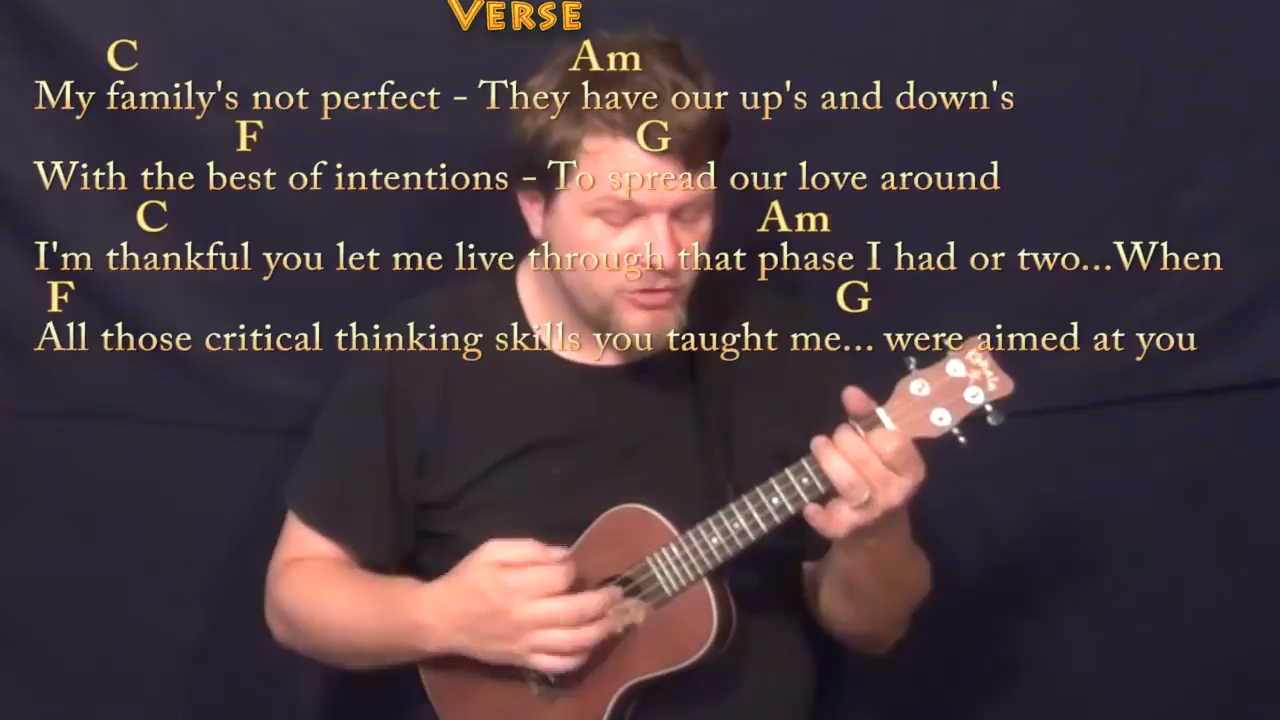 VERSE
C Am
My family's not perfect - They have our up's and down's
F G
With the best of intentions - To spread our love around
C Am
I'm thankful you let me live through that phase I had or two...When
F G
All those critical thinking skills you taught me... were aimed at you